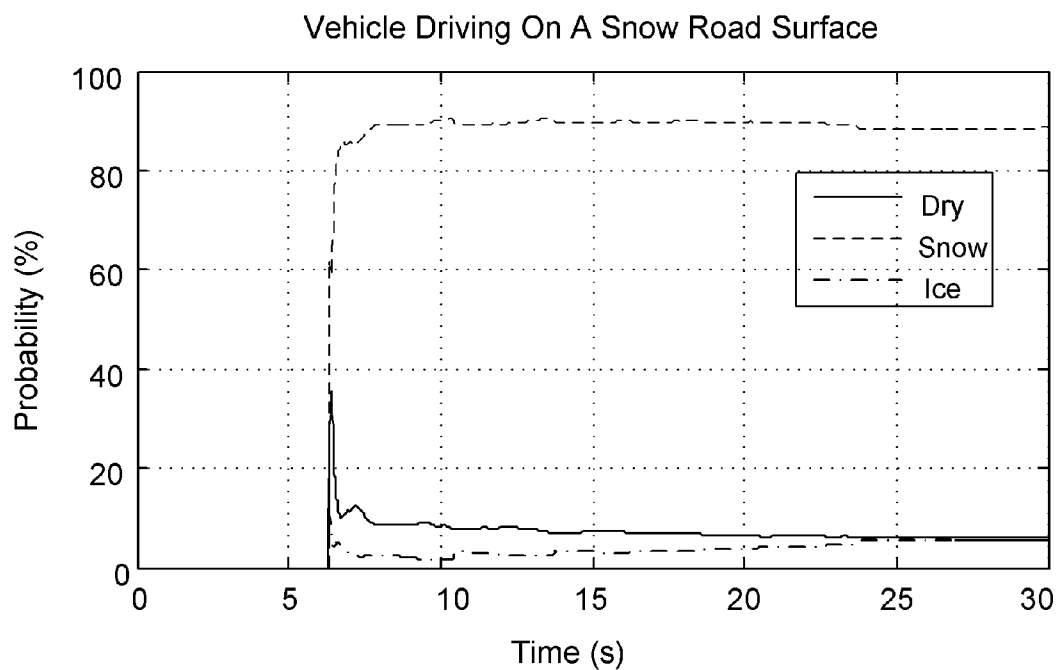 Vehicle Driving On A Snow Road Surface
100
80
60
40
20
0
Probability (%)
Dry
Snow
Ice
0 5 10 15 20 25 30
Time (s)